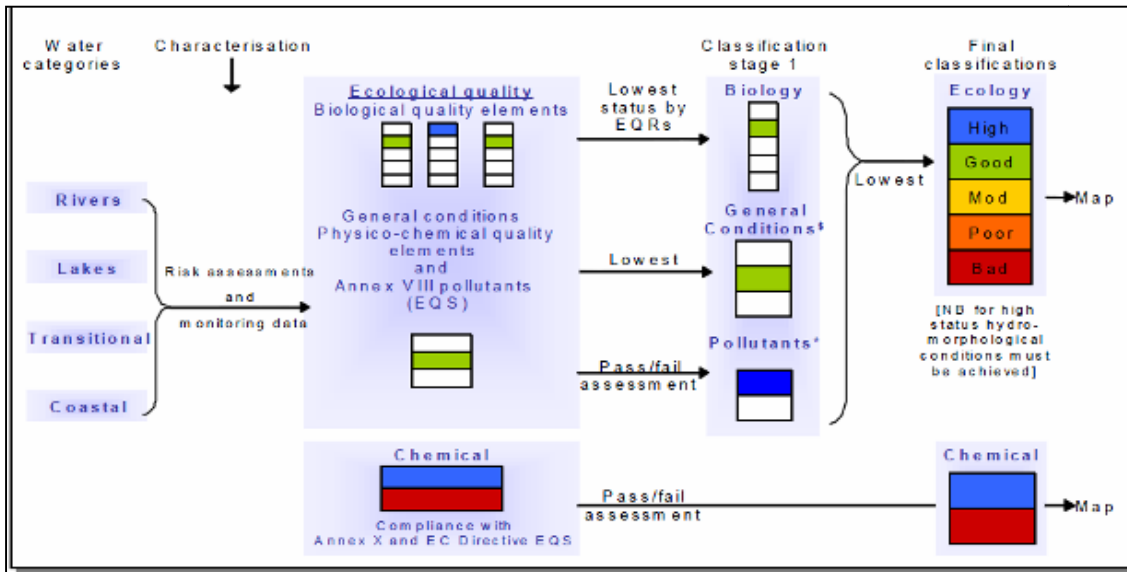 Water
categories
Characterisation
Classification
stage 1
Final
classifications
Ecological quality
Biological quality elements
Lowest
status by
EQRs
Biology
Ecology
High
Good
Mod
Poor
Bad
Lowest
Map
Rivers
Lakes
Transitional
Coastal
Risk assessments
and
monitoring data
General conditions
Physico-chemical quality
elements
and
Annex VIII pollutants
(EQS)
Lowest
General
Conditions$
Pass/fail
assessment
Pollutants*
[NB for high
status hydro-
morphological
conditions must
be achieved]
Chemical
Compliance with
Annex X and EC Directive EQS
Pass/fail
assessment
Chemical
Map